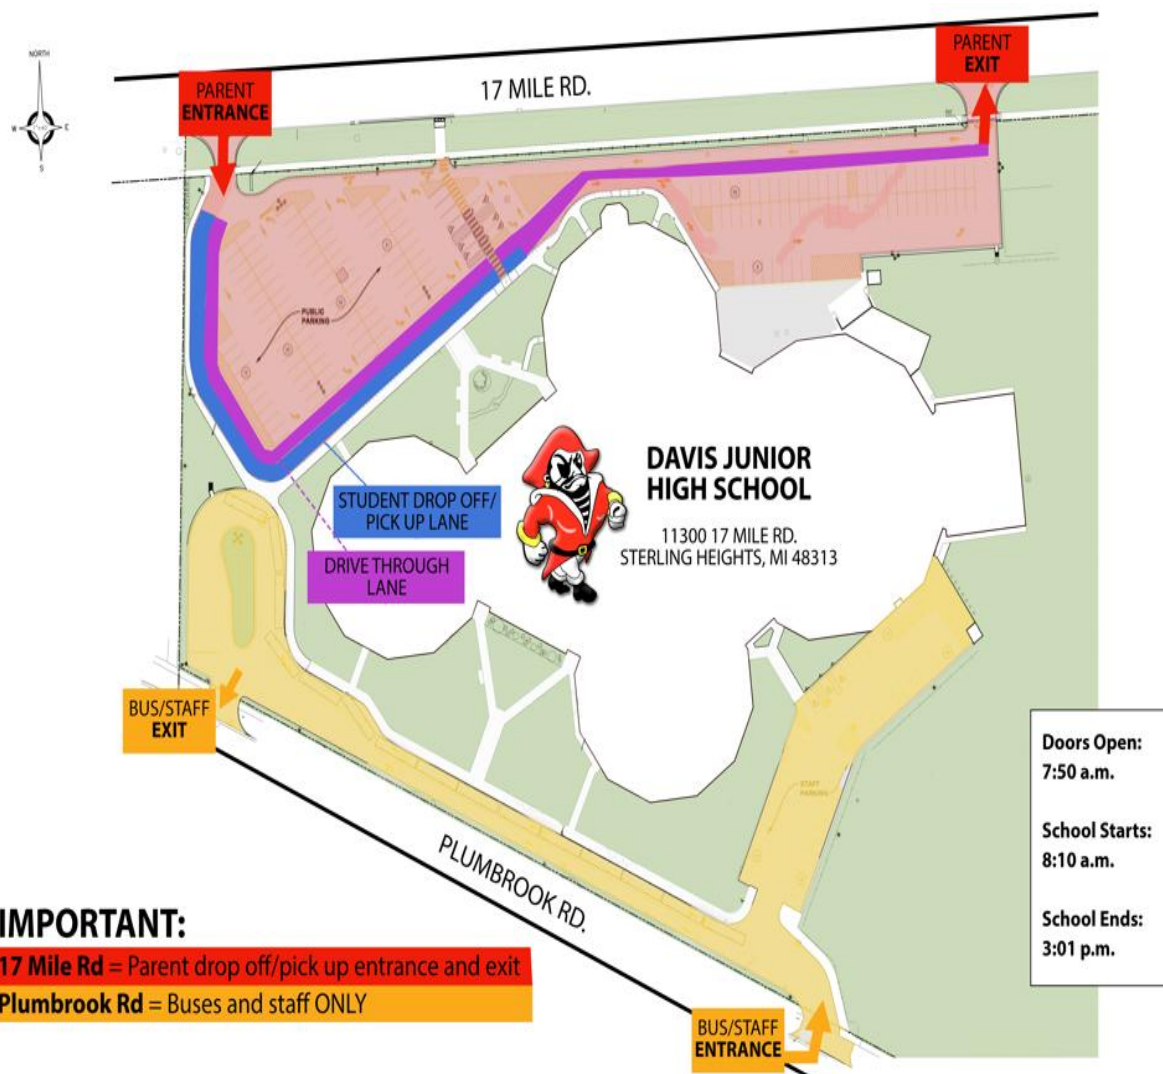 NORTH
W
E
S
17 MILE RD.
PARENT
ENTRANCE
PARENT
EXIT
PUBLIC
PARKING
STUDENT DROP OFF/
PICK UP LANE
DRIVE THROUGH
LANE
DAVIS JUNIOR
HIGH SCHOOL
11300 17 MILE RD.
STERLING HEIGHTS, MI 48313
BUS/STAFF
EXIT
STAFF
PARKING
PLUMBROOK RD.
Doors Open:
7:50 a.m.
School Starts:
8:10 a.m.
School Ends:
3:01 p.m.
IMPORTANT:
17 Mile Rd = Parent drop off/pick up entrance and exit
Plumbrook Rd = Buses and staff ONLY
BUS/STAFF
ENTRANCE